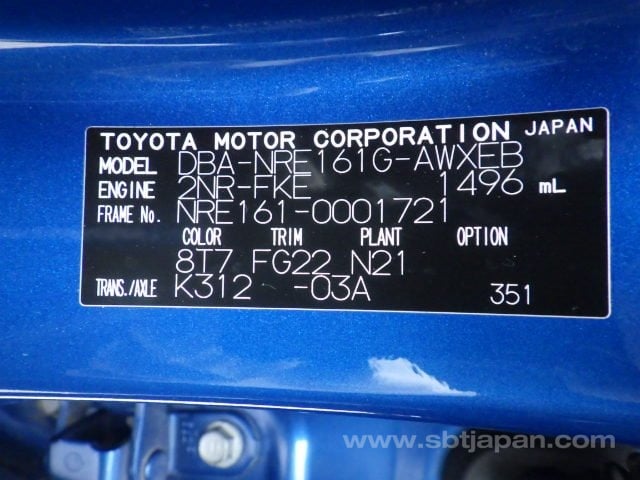 TOYOTA MOTOR CORPORATION JAPAN
MODEL DBA-NRE161G-AWXEB
ENGINE 2NR-FKE 1496 mL
FRAME No. NRE161-0001721
COLOR TRIM PLANT OPTION
8T7 FG22 N21
TRANS./AXLE K312 -03A 351
www.sbtjapan.com